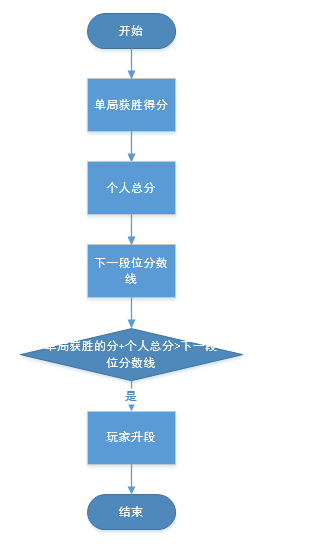 开始
单局获胜得分
个人总分
下一段位分数
线
单局获胜的分+个人总分>下一段
位分数线
是
玩家升段
结束